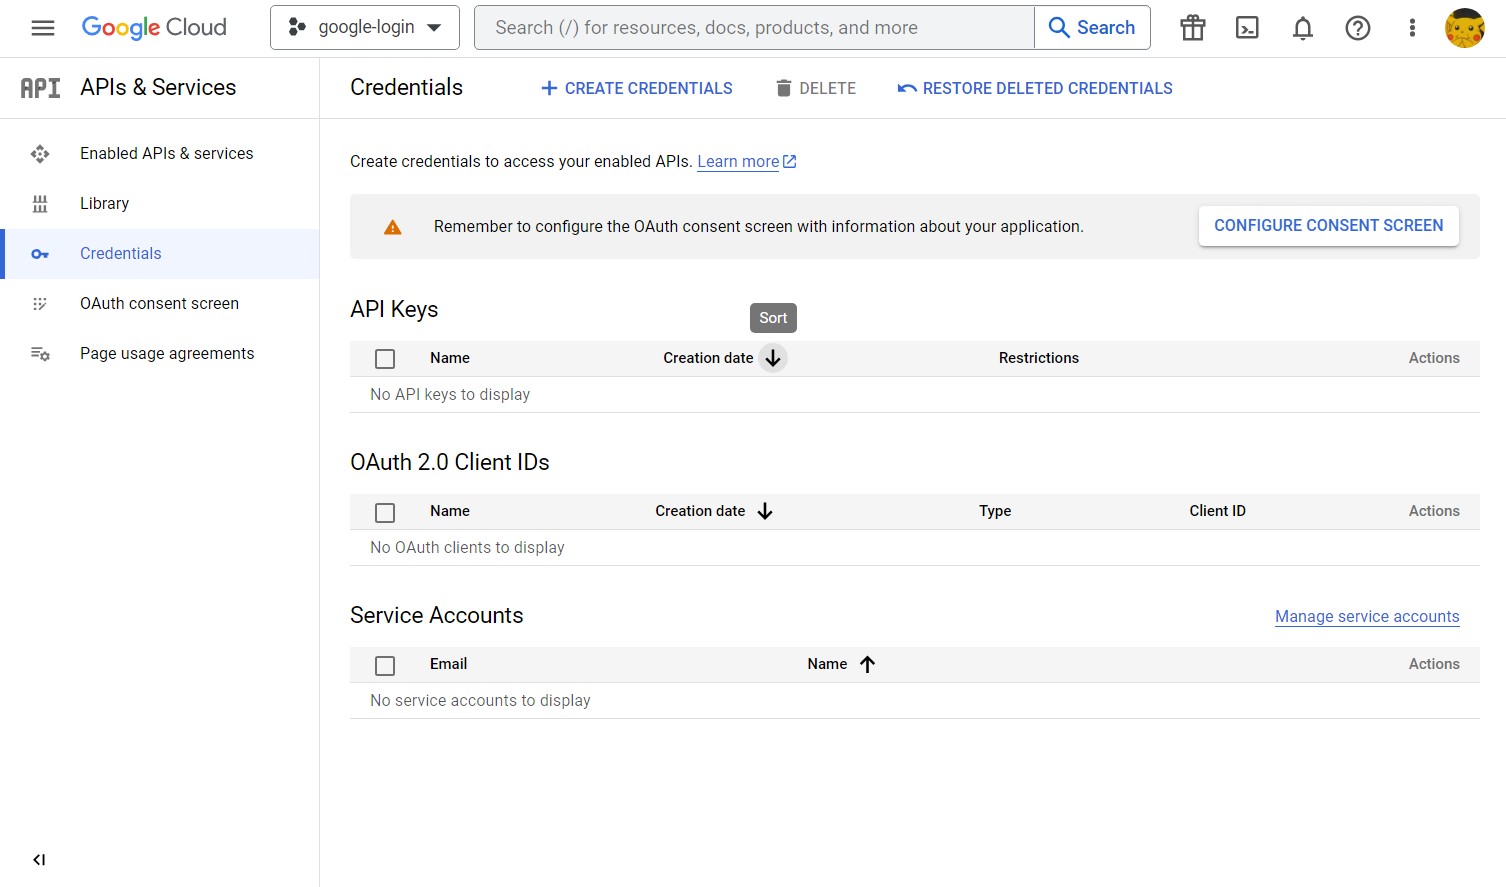 Google Cloud
google-login
Search (/) for resources, docs, products, and more
Search
API
APIs & Services
Enabled APIs & services
Library
Credentials
OAuth consent screen
Page usage agreements
Credentials
CREATE CREDENTIALS
DELETE
RESTORE DELETED CREDENTIALS
Create credentials to access your enabled APIs. Learn more
Remember to configure the OAuth consent screen with information about your application.
CONFIGURE CONSENT SCREEN
API Keys
Sort
Name Creation date Restrictions Actions
No API keys to display
OAuth 2.0 Client IDs
Name Creation date Type Client ID Actions
No OAuth clients to display
Service Accounts
Manage service accounts
Email Name Actions
No service accounts to display